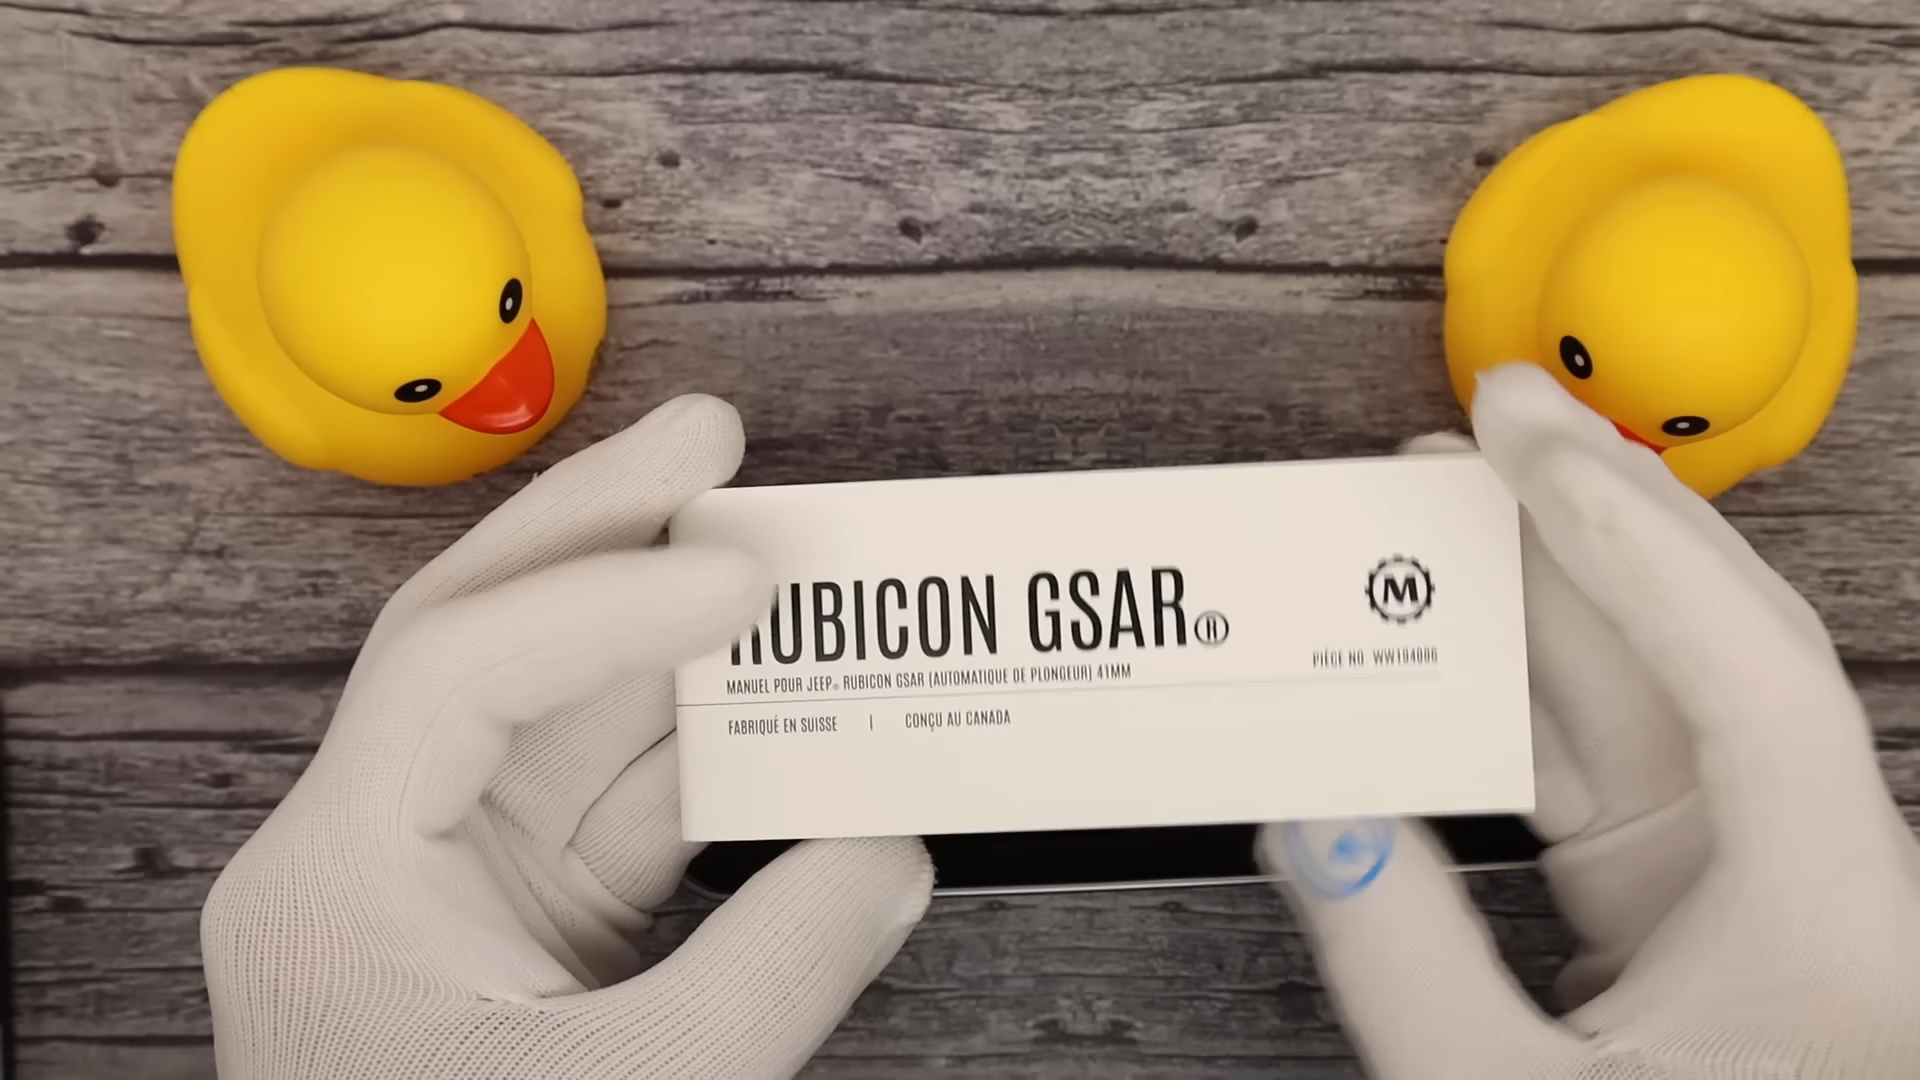 RUBICON GSAR II
M
MANUEL POUR JEEP® RUBICON GSAR (AUTOMATIQUE DE PLONGEUR) 41MM
PIÉCE NO. WW194006
FABRIQUÉ EN SUISSE | CONÇU AU CANADA